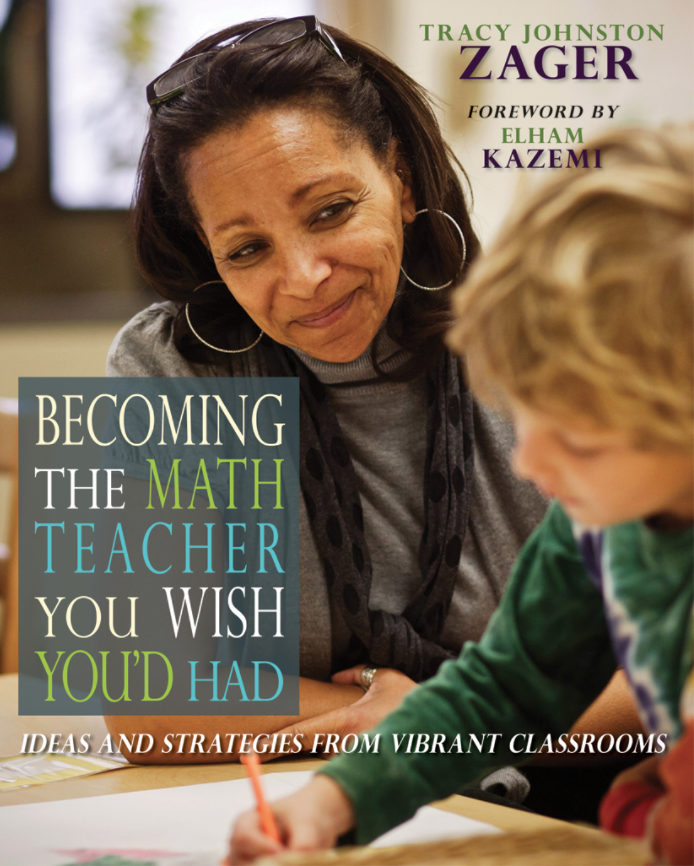 TRACY JOHNSTON
ZAGER
FOREWORD BY
ELHAM
KAZEMI
BECOMING
THE MATH
TEACHER
YOU WISH
YOU'D HAD
IDEAS AND STRATEGIES FROM VIBRANT CLASSROOMS